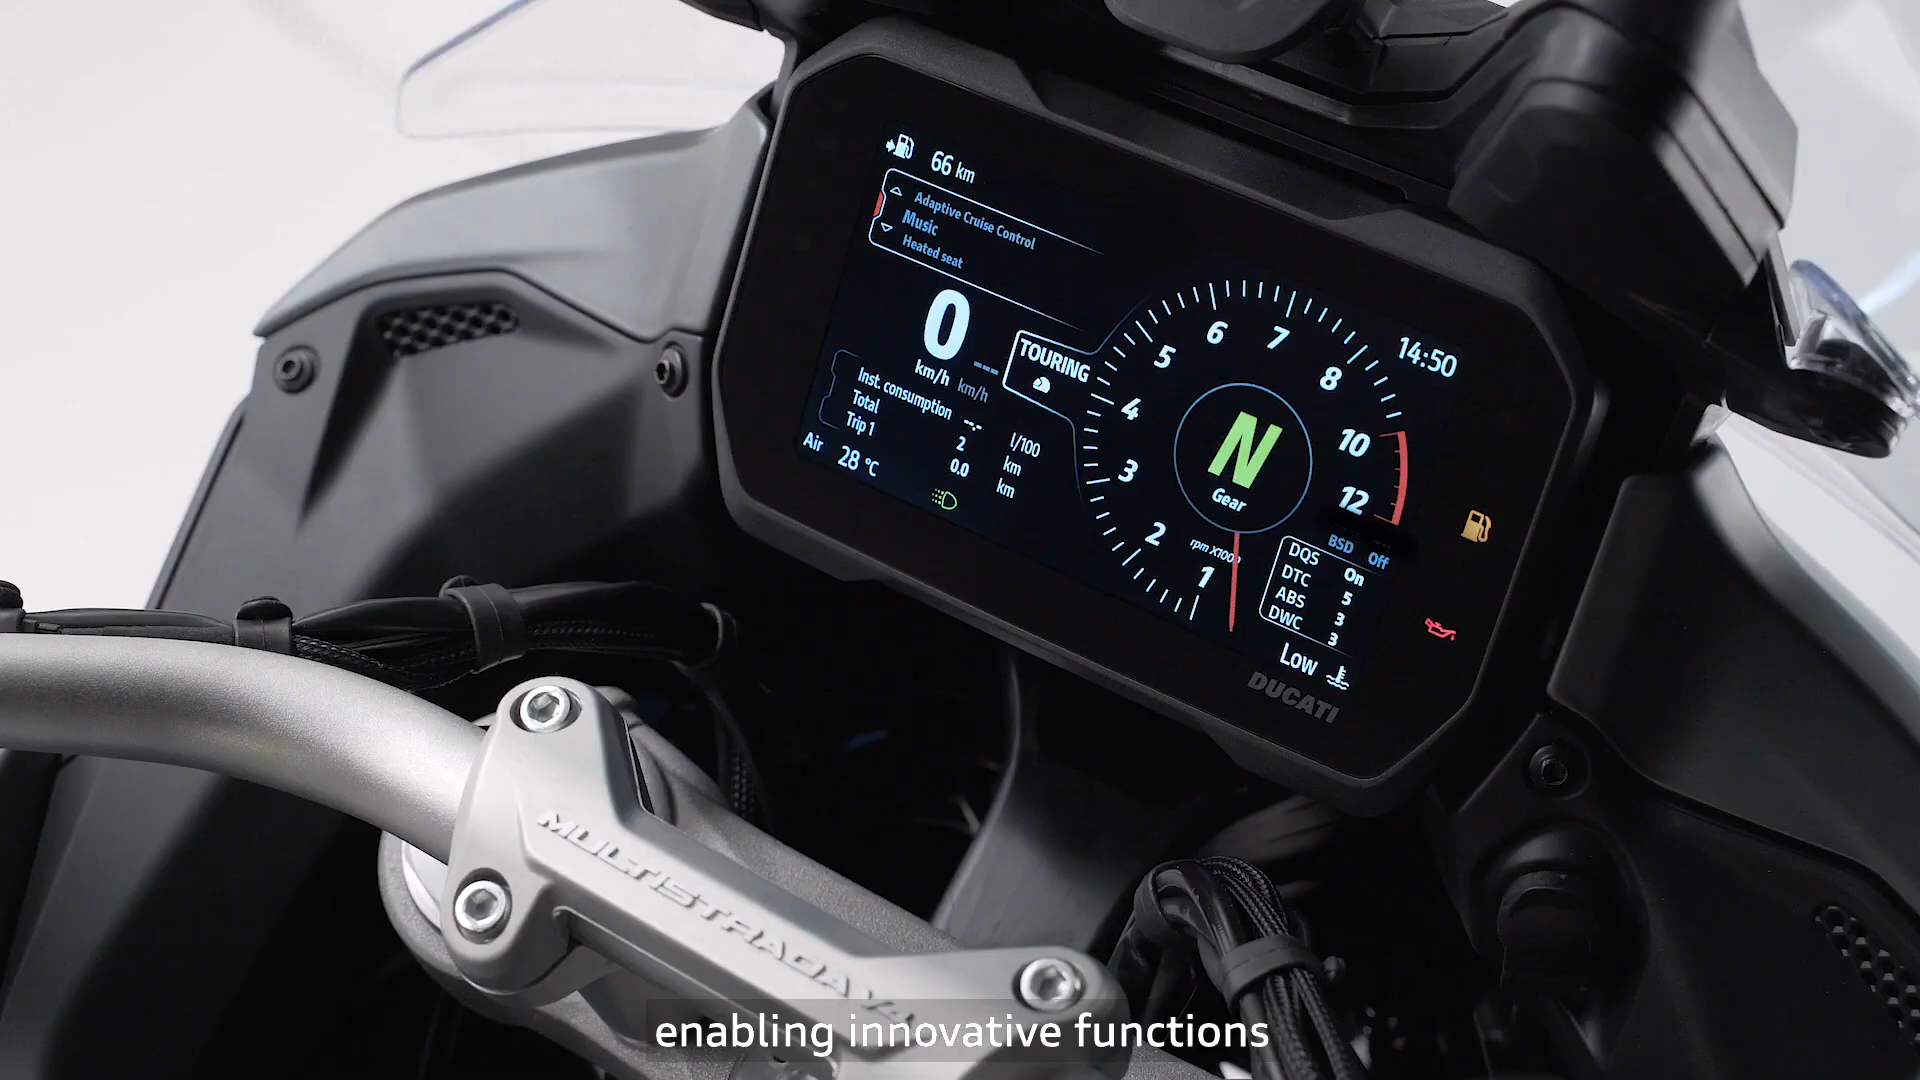 66 km
Adaptive Cruise Control
Music
Heated seat
0
km/h
--- km/h
TOURING
Inst. consumption --.- l/100
Total 2 km
Trip 1 0.0 km
Air 28 °C
14:50
1
2
3
4
5
6
7
8
10
12
N
Gear
rpm X1000
BSD Off
DQS On
DTC 5
ABS 3
DWC 3
Low
DUCATI
MULTISTRADA V4
enabling innovative functions